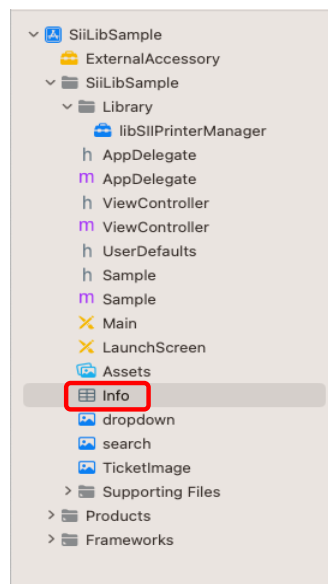 SiiLibSample
ExternalAccessory
SiiLibSample
Library
libSIIPrinterManager
h AppDelegate
m AppDelegate
h ViewController
m ViewController
h UserDefaults
h Sample
m Sample
Main
LaunchScreen
Assets
Info
dropdown
search
TicketImage
Supporting Files
Products
Frameworks